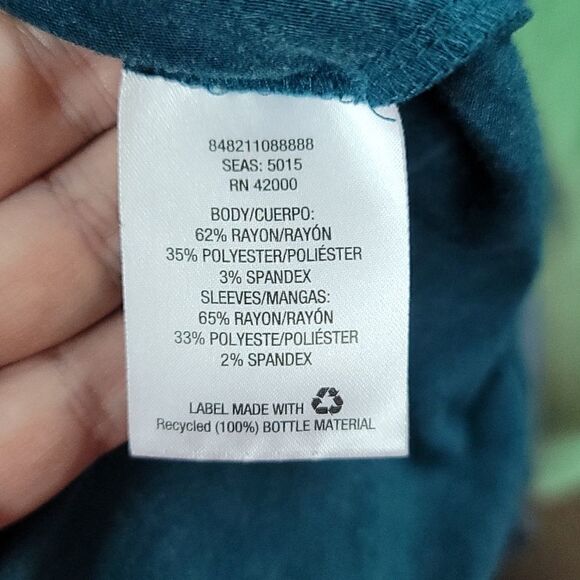 848211088888
SEAS: 5015
RN 42000
BODY/CUERPO:
62% RAYON/RAYÓN
35% POLYESTER/POLIÉSTER
3% SPANDEX
SLEEVES/MANGAS:
65% RAYON/RAYÓN
33% POLYESTE/POLIÉSTER
2% SPANDEX
LABEL MADE WITH
Recycled (100%) BOTTLE MATERIAL